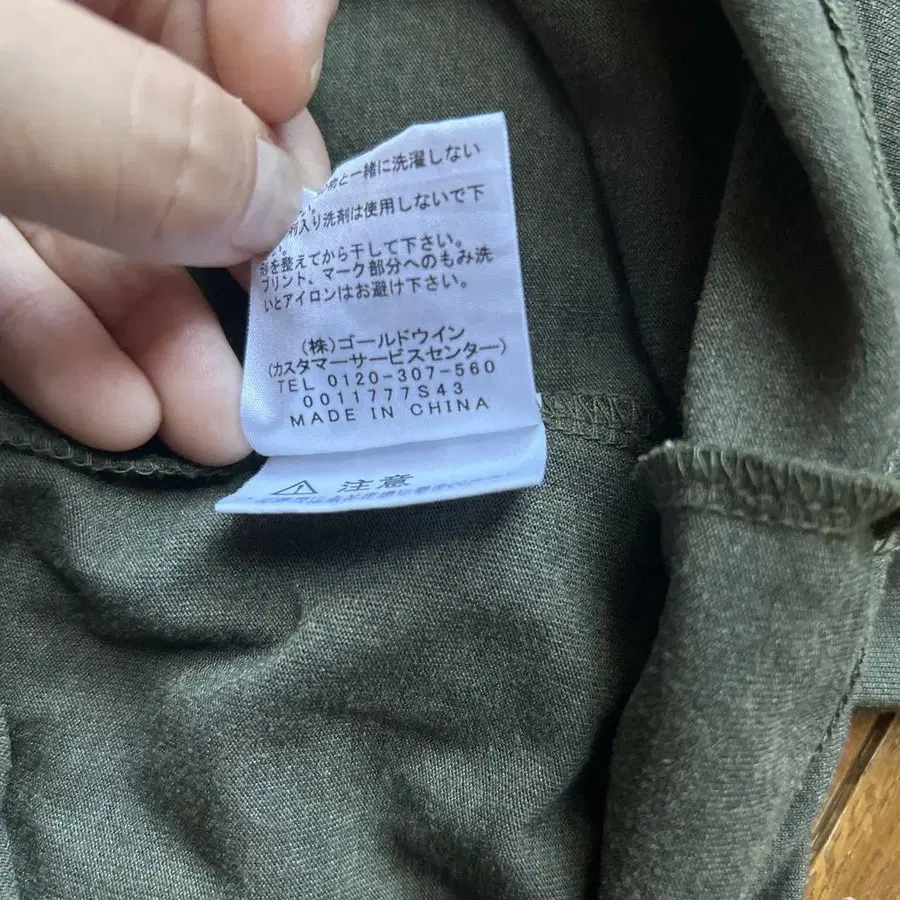 と一緒に洗濯しない
入り洗剤は使用しないで下
い。
形を整えてから干して下さい。
プリント、マーク部分へのもみ洗
いとアイロンはお避け下さい。
(株)ゴールドウイン
(カスタマーサービスセンター)
TEL 0120-307-560
0011777S43
MADE IN CHINA
注意